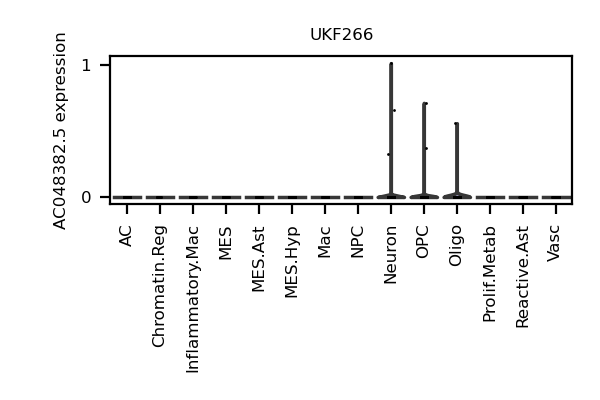 UKF266
AC048382.5 expression
1
0
AC
Chromatin.Reg
Inflammatory.Mac
MES
MES.Ast
MES.Hyp
Mac
NPC
Neuron
OPC
Oligo
Prolif.Metab
Reactive.Ast
Vasc